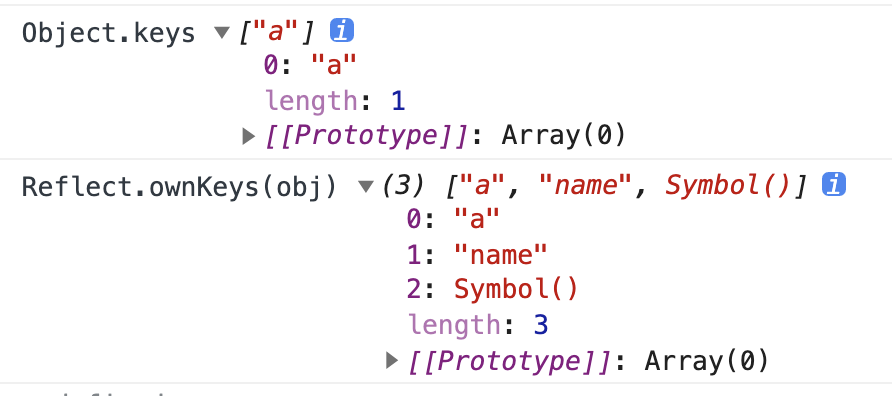 Object.keys ▼["a"] i
0: "a"
length: 1
▶[[Prototype]]: Array(0)
Reflect.ownKeys(obj) ▼(3) ["a", "name", Symbol()] i
0: "a"
1: "name"
2: Symbol()
length: 3
▶[[Prototype]]: Array(0)